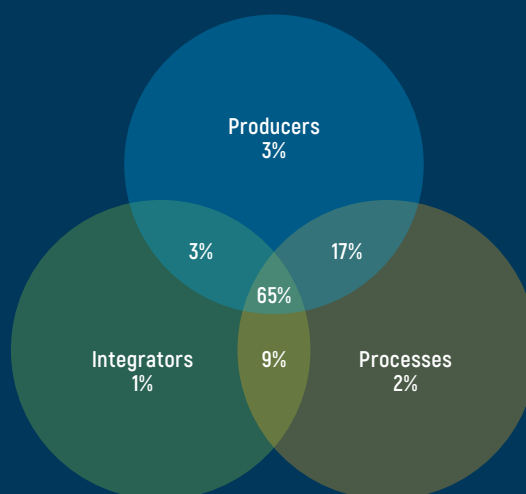 Producers
3%
3%
17%
65%
Integrators
1%
9%
Processes
2%